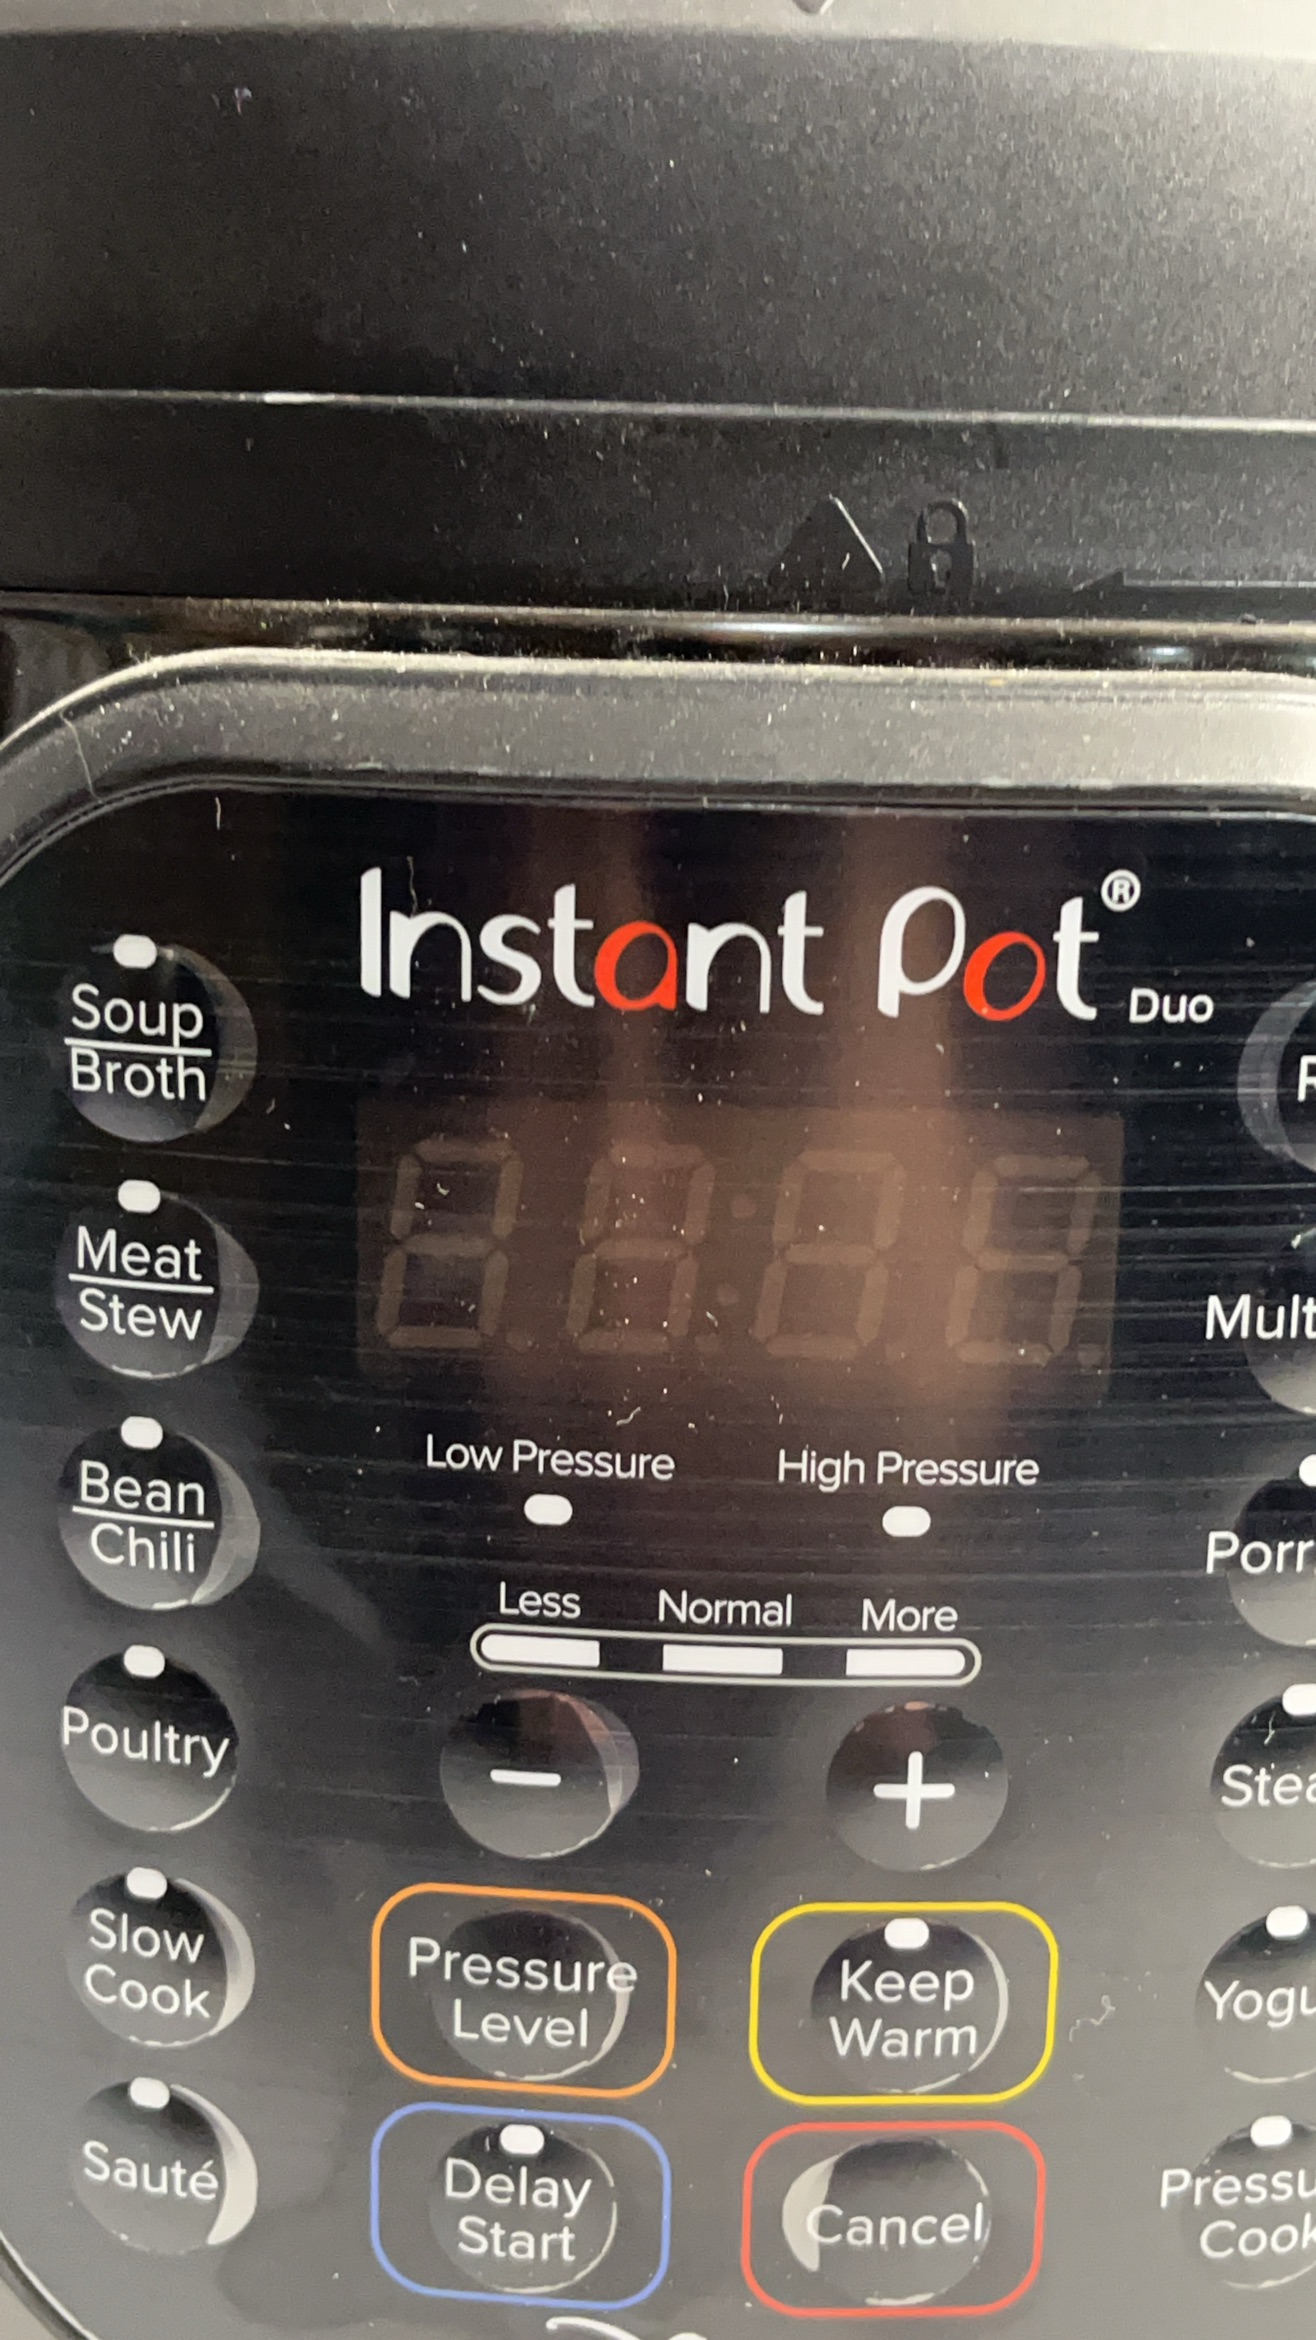 Instant Pot® Duo
Soup
Broth
Meat
Stew
Bean
Chili
Poultry
Slow
Cook
Sauté
Low Pressure
High Pressure
Less
Normal
More
−
+
Pressure
Level
Keep
Warm
Delay
Start
Cancel